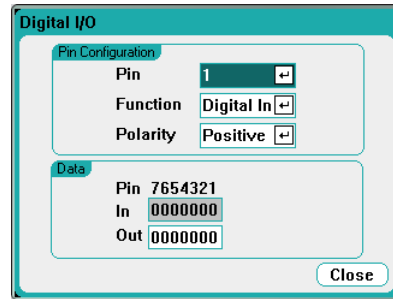 Digital I/O
Pin Configuration
Pin 1
Function Digital In
Polarity Positive
Data
Pin 7654321
In 0000000
Out 0000000
Close